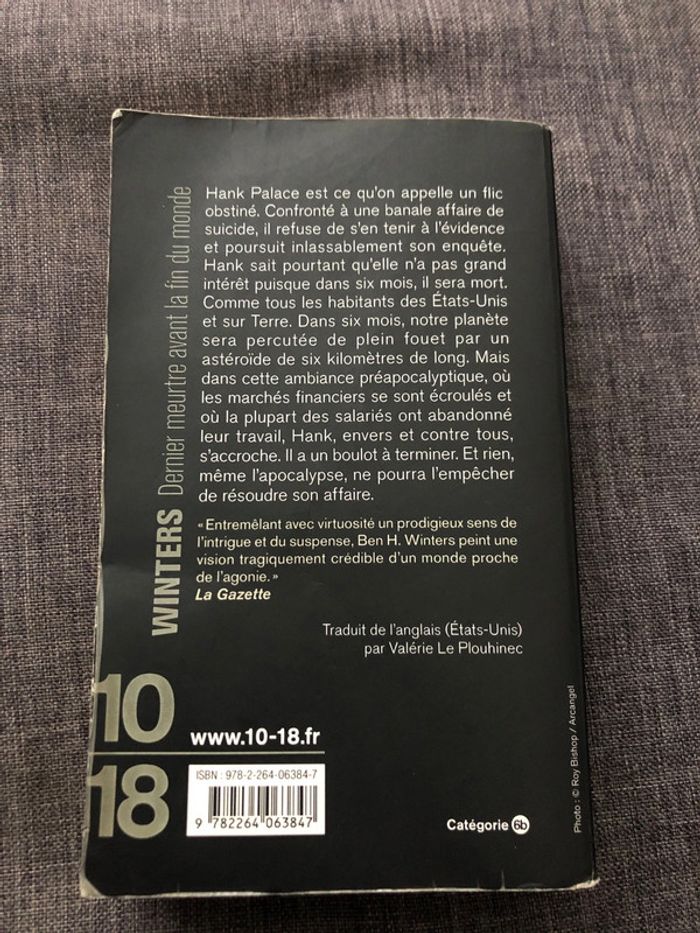 WINTERS Dernier meurtre avant la fin du monde
Hank Palace est ce qu'on appelle un flic
obstiné. Confronté à une banale affaire de
suicide, il refuse de s'en tenir à l'évidence
et poursuit inlassablement son enquête.
Hank sait pourtant qu'elle n'a pas grand
intérêt puisque dans six mois, il sera mort.
Comme tous les habitants des États-Unis
et sur Terre. Dans six mois, notre planète
sera percutée de plein fouet par un
astéroïde de six kilomètres de long. Mais
dans cette ambiance préapocalyptique, où
les marchés financiers se sont écroulés et
où la plupart des salariés ont abandonné
leur travail, Hank, envers et contre tous,
s'accroche. Il a un boulot à terminer. Et rien,
même l'apocalypse, ne pourra l'empêcher
de résoudre son affaire.
« Entremêlant avec virtuosité un prodigieux sens de
l'intrigue et du suspense, Ben H. Winters peint une
vision tragiquement crédible d'un monde proche
de l'agonie. »
La Gazette
Traduit de l'anglais (États-Unis)
par Valérie Le Plouhinec
10
18
www.10-18.fr
ISBN : 978-2-264-06384-7
9 782264 063847
Catégorie 6b
Photo : © Roy Bishop / Arcangel